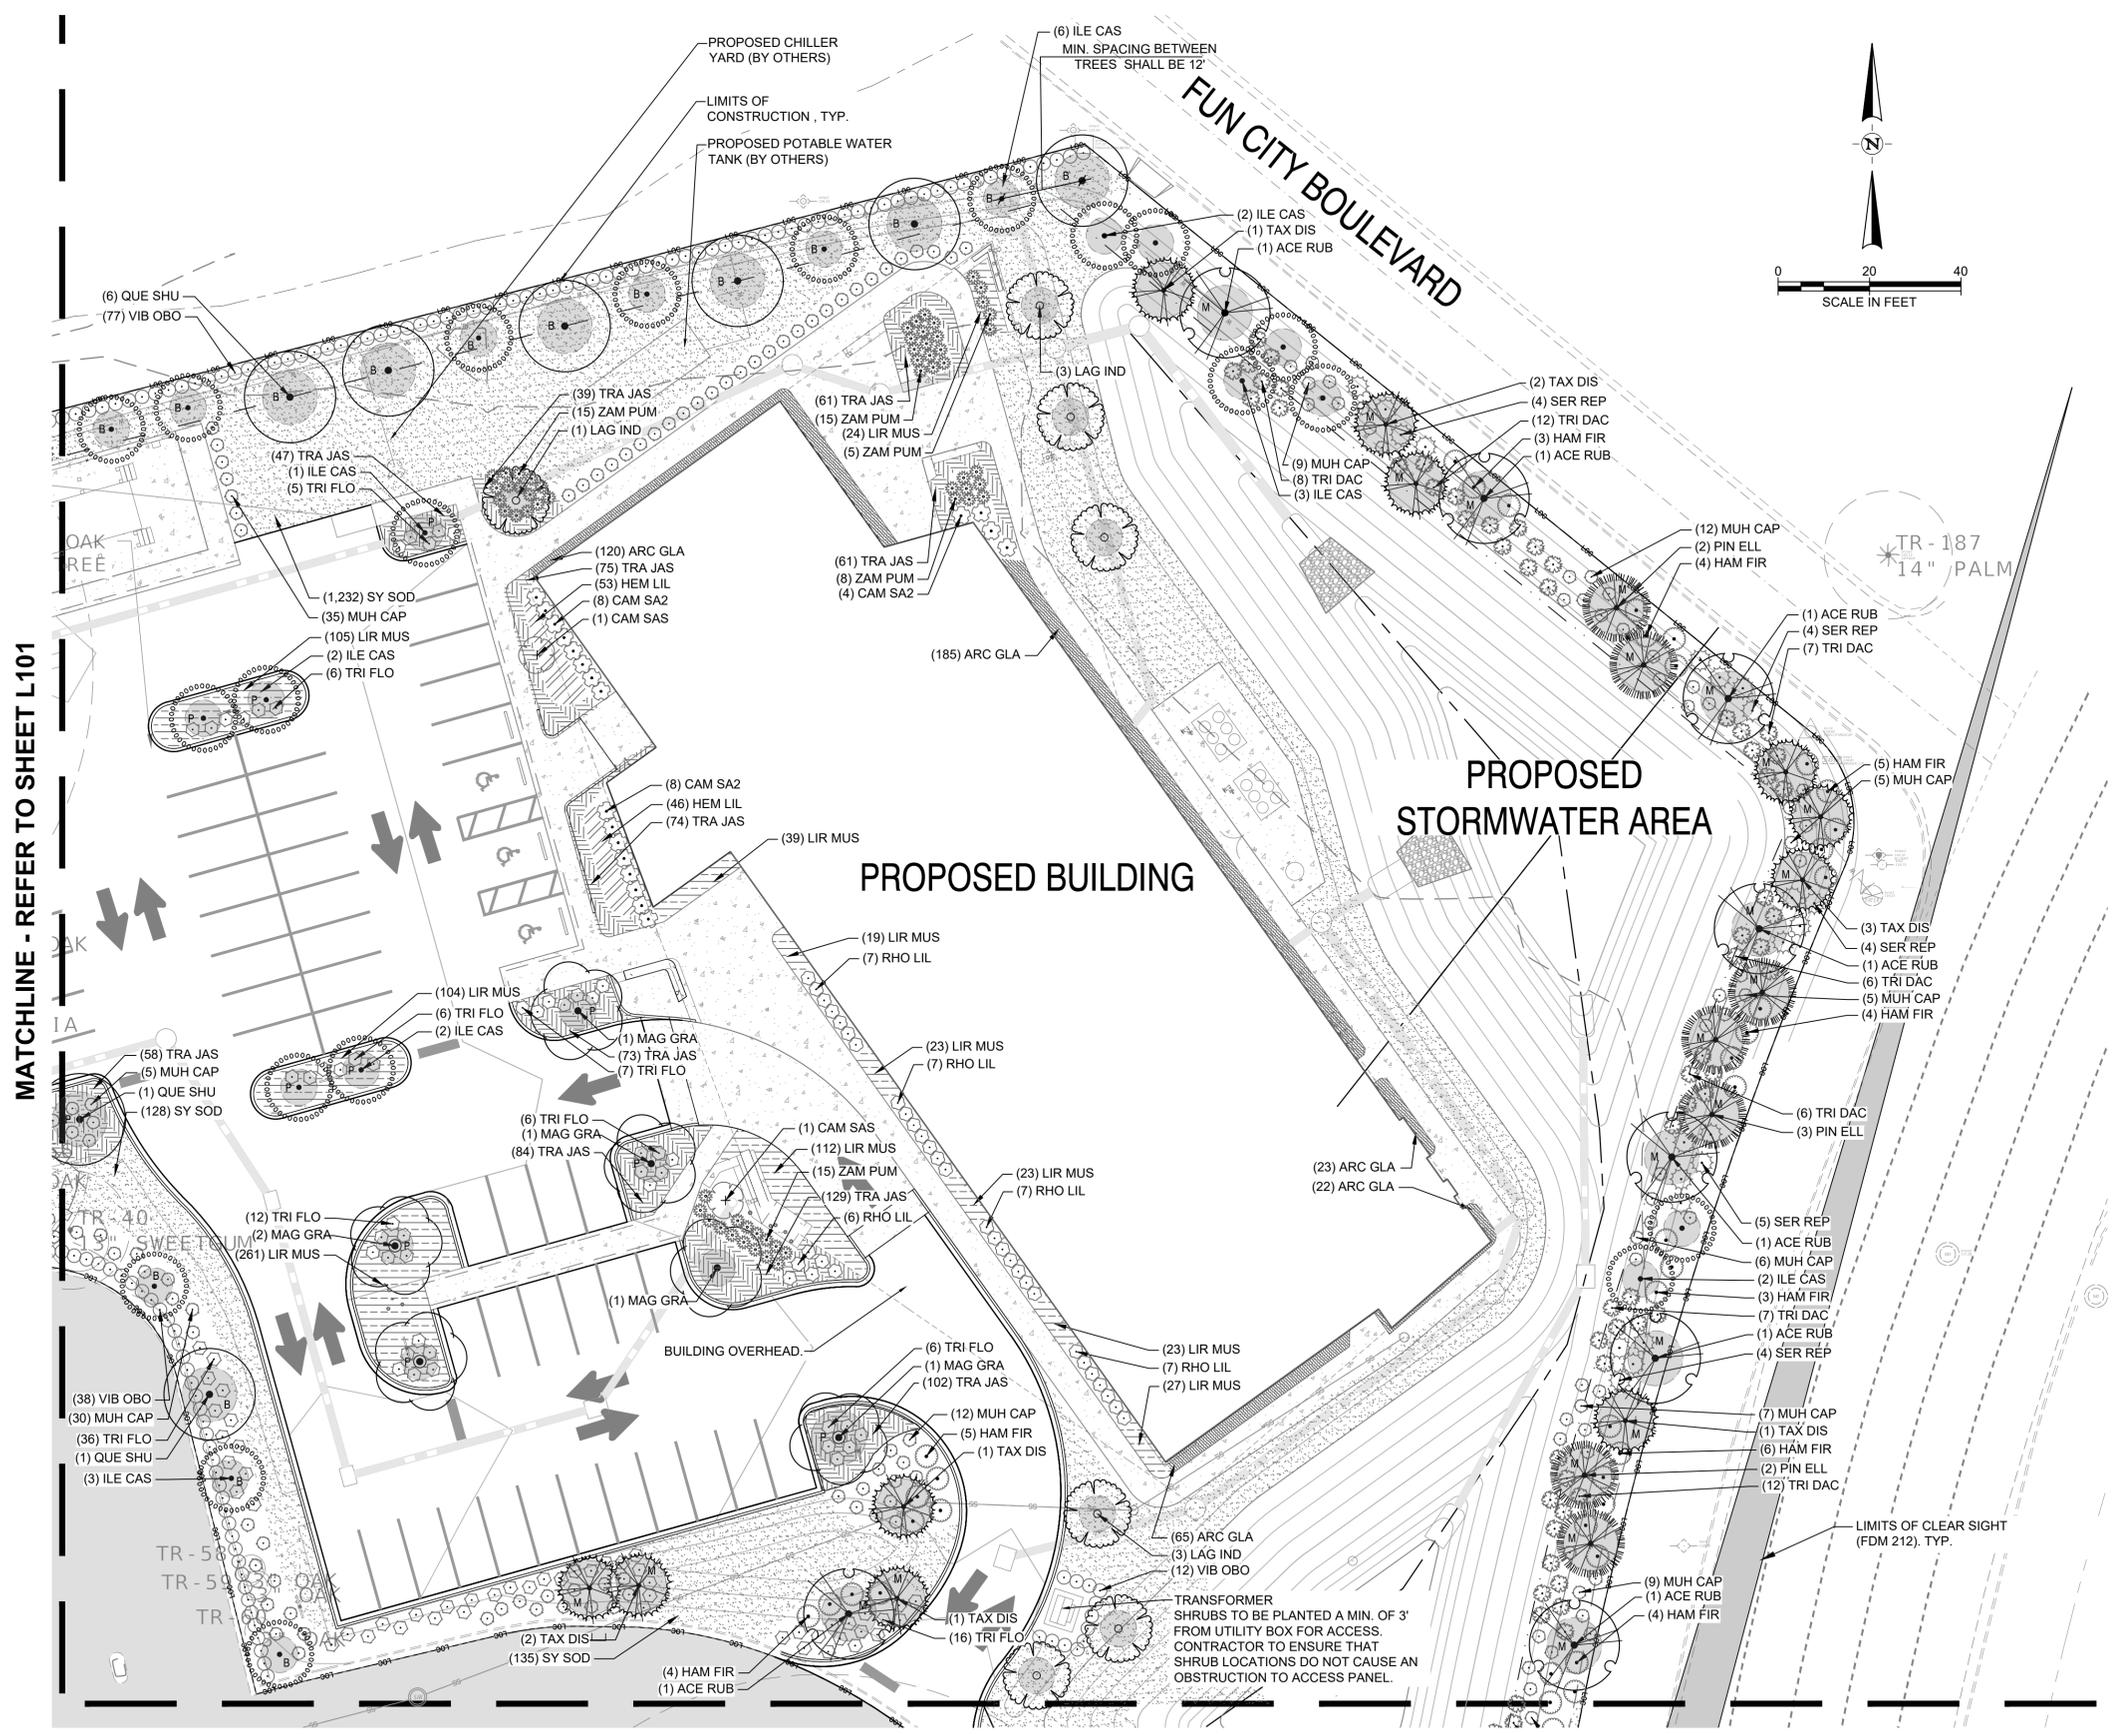 PROPOSED CHILLER
YARD (BY OTHERS)
LIMITS OF
CONSTRUCTION , TYP.
PROPOSED POTABLE WATER
TANK (BY OTHERS)
(6) ILE CAS
MIN. SPACING BETWEEN
TREES SHALL BE 12'
FUN CITY BOULEVARD
N
0 20 40
SCALE IN FEET
(2) ILE CAS
(1) TAX DIS
(1) ACE RUB
(6) QUE SHU
(77) VIB OBO
(3) LAG IND
(39) TRA JAS
(15) ZAM PUM
(1) LAG IND
(61) TRA JAS
(15) ZAM PUM
(24) LIR MUS
(5) ZAM PUM
(2) TAX DIS
(4) SER REP
(12) TRI DAC
(3) HAM FIR
(1) ACE RUB
(47) TRA JAS
(1) ILE CAS
(5) TRI FLO
(9) MUH CAP
(8) TRI DAC
(3) ILE CAS
OAK
TREE
(120) ARC GLA
(75) TRA JAS
(53) HEM LIL
(8) CAM SA2
(1) CAM SAS
(61) TRA JAS
(8) ZAM PUM
(4) CAM SA2
(12) MUH CAP
(2) PIN ELL
(4) HAM FIR
TR-187
14" PALM
(1,232) SY SOD
(35) MUH CAP
(105) LIR MUS
(2) ILE CAS
(6) TRI FLO
(185) ARC GLA
(1) ACE RUB
(4) SER REP
(7) TRI DAC
MATCHLINE - REFER TO SHEET L101
PROPOSED
STORMWATER AREA
(5) HAM FIR
(5) MUH CAP
(8) CAM SA2
(46) HEM LIL
(74) TRA JAS
(39) LIR MUS
PROPOSED BUILDING
(19) LIR MUS
(7) RHO LIL
(3) TAX DIS
(4) SER REP
(1) ACE RUB
(6) TRI DAC
(5) MUH CAP
(4) HAM FIR
OAK
IA
(104) LIR MUS
(6) TRI FLO
(2) ILE CAS
(1) MAG GRA
(73) TRA JAS
(7) TRI FLO
(23) LIR MUS
(7) RHO LIL
(58) TRA JAS
(5) MUH CAP
(1) QUE SHU
(128) SY SOD
(6) TRI FLO
(1) MAG GRA
(84) TRA JAS
(1) CAM SAS
(112) LIR MUS
(15) ZAM PUM
(129) TRA JAS
(6) RHO LIL
(23) LIR MUS
(7) RHO LIL
(23) ARC GLA
(22) ARC GLA
(6) TRI DAC
(3) PIN ELL
OAK
TR-40
13" SWEETGUM
(12) TRI FLO
(2) MAG GRA
(261) LIR MUS
(1) MAG GRA
(5) SER REP
(1) ACE RUB
(6) MUH CAP
(2) ILE CAS
(3) HAM FIR
(7) TRI DAC
(1) ACE RUB
(4) SER REP
BUILDING OVERHEAD.
(6) TRI FLO
(1) MAG GRA
(102) TRA JAS
(12) MUH CAP
(5) HAM FIR
(1) TAX DIS
(23) LIR MUS
(7) RHO LIL
(27) LIR MUS
(38) VIB OBO
(30) MUH CAP
(36) TRI FLO
(1) QUE SHU
(3) ILE CAS
(7) MUH CAP
(1) TAX DIS
(6) HAM FIR
(2) PIN ELL
(12) TRI DAC
LIMITS OF CLEAR SIGHT
(FDM 212). TYP.
(65) ARC GLA
(3) LAG IND
(12) VIB OBO
TR-58
TR-59
OAK
TR-60
OAK
(9) MUH CAP
(1) ACE RUB
(4) HAM FIR
TRANSFORMER
SHRUBS TO BE PLANTED A MIN. OF 3'
FROM UTILITY BOX FOR ACCESS.
CONTRACTOR TO ENSURE THAT
SHRUB LOCATIONS DO NOT CAUSE AN
OBSTRUCTION TO ACCESS PANEL.
(1) TAX DIS
(16) TRI FLO
(2) TAX DIS
(135) SY SOD
(4) HAM FIR
(1) ACE RUB